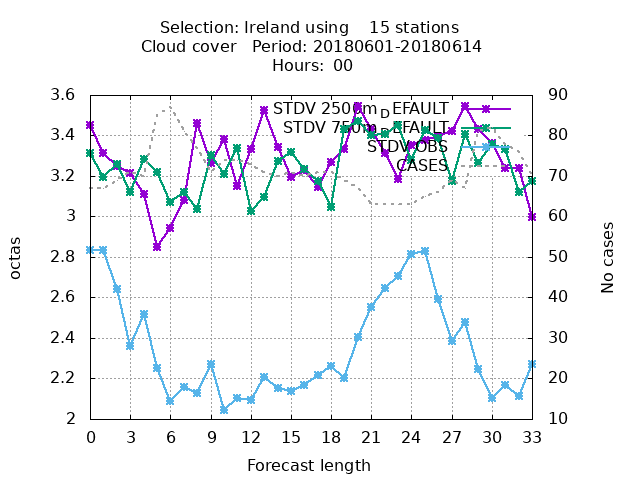 Selection: Ireland using    15 stations
Cloud cover   Period: 20180601-20180614
Hours:  00
STDV 2500m_DEFAULT
STDV 750m_DEFAULT
STDV OBS
CASES
3.6
3.4
3.2
3
2.8
2.6
2.4
2.2
2
90
80
70
60
50
40
30
20
10
octas
No cases
0 3 6 9 12 15 18 21 24 27 30 33
Forecast length